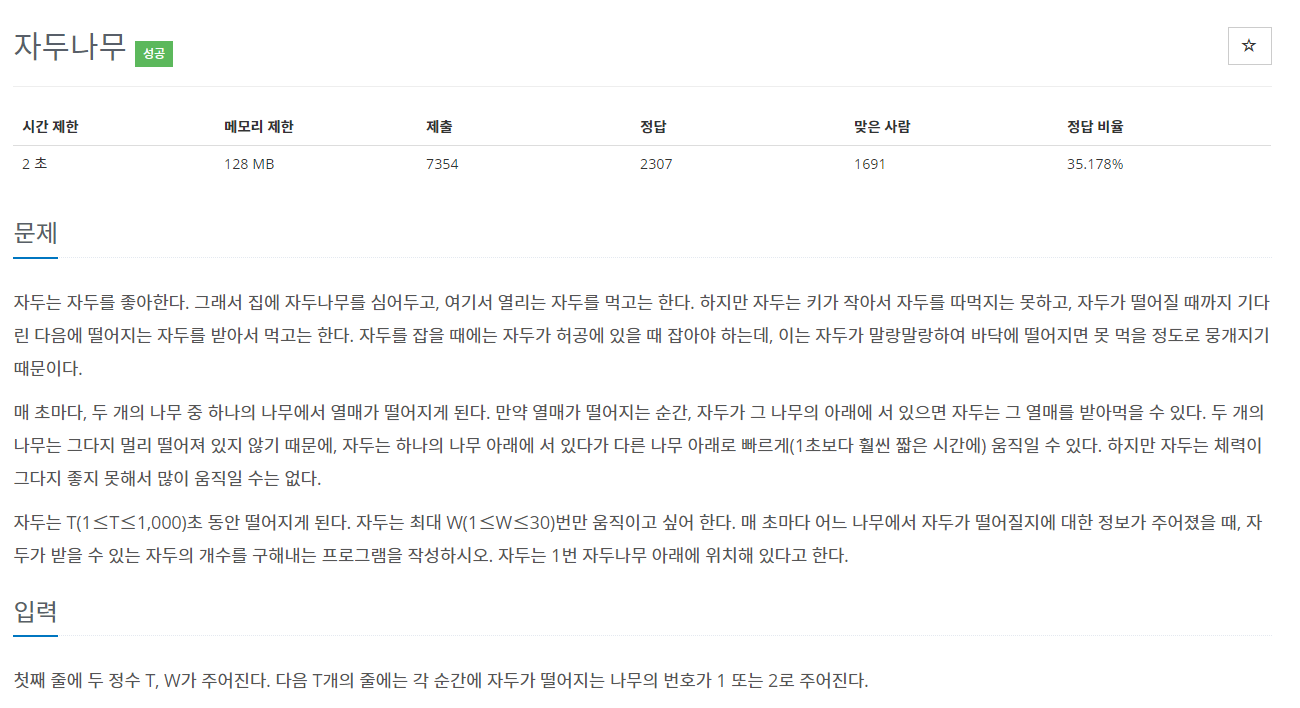 자두나무 성공
☆
시간 제한 메모리 제한 제출 정답 맞은 사람 정답 비율
2 초 128 MB 7354 2307 1691 35.178%
문제
자두는 자두를 좋아한다. 그래서 집에 자두나무를 심어두고, 여기서 열리는 자두를 먹고는 한다. 하지만 자두는 키가 작아서 자두를 따먹지는 못하고, 자두가 떨어질 때까지 기다
린 다음에 떨어지는 자두를 받아서 먹고는 한다. 자두를 잡을 때에는 자두가 허공에 있을 때 잡아야 하는데, 이는 자두가 말랑말랑하여 바닥에 떨어지면 못 먹을 정도로 뭉개지기
때문이다.
매 초마다, 두 개의 나무 중 하나의 나무에서 열매가 떨어지게 된다. 만약 열매가 떨어지는 순간, 자두가 그 나무의 아래에 서 있으면 자두는 그 열매를 받아먹을 수 있다. 두 개의
나무는 그다지 멀리 떨어져 있지 않기 때문에, 자두는 하나의 나무 아래에 서 있다가 다른 나무 아래로 빠르게(1초보다 훨씬 짧은 시간에) 움직일 수 있다. 하지만 자두는 체력이
그다지 좋지 못해서 많이 움직일 수는 없다.
자두는 T(1≤T≤1,000)초 동안 떨어지게 된다. 자두는 최대 W(1≤W≤30)번만 움직이고 싶어 한다. 매 초마다 어느 나무에서 자두가 떨어질지에 대한 정보가 주어졌을 때, 자
두가 받을 수 있는 자두의 개수를 구해내는 프로그램을 작성하시오. 자두는 1번 자두나무 아래에 위치해 있다고 한다.
입력
첫째 줄에 두 정수 T, W가 주어진다. 다음 T개의 줄에는 각 순간에 자두가 떨어지는 나무의 번호가 1 또는 2로 주어진다.